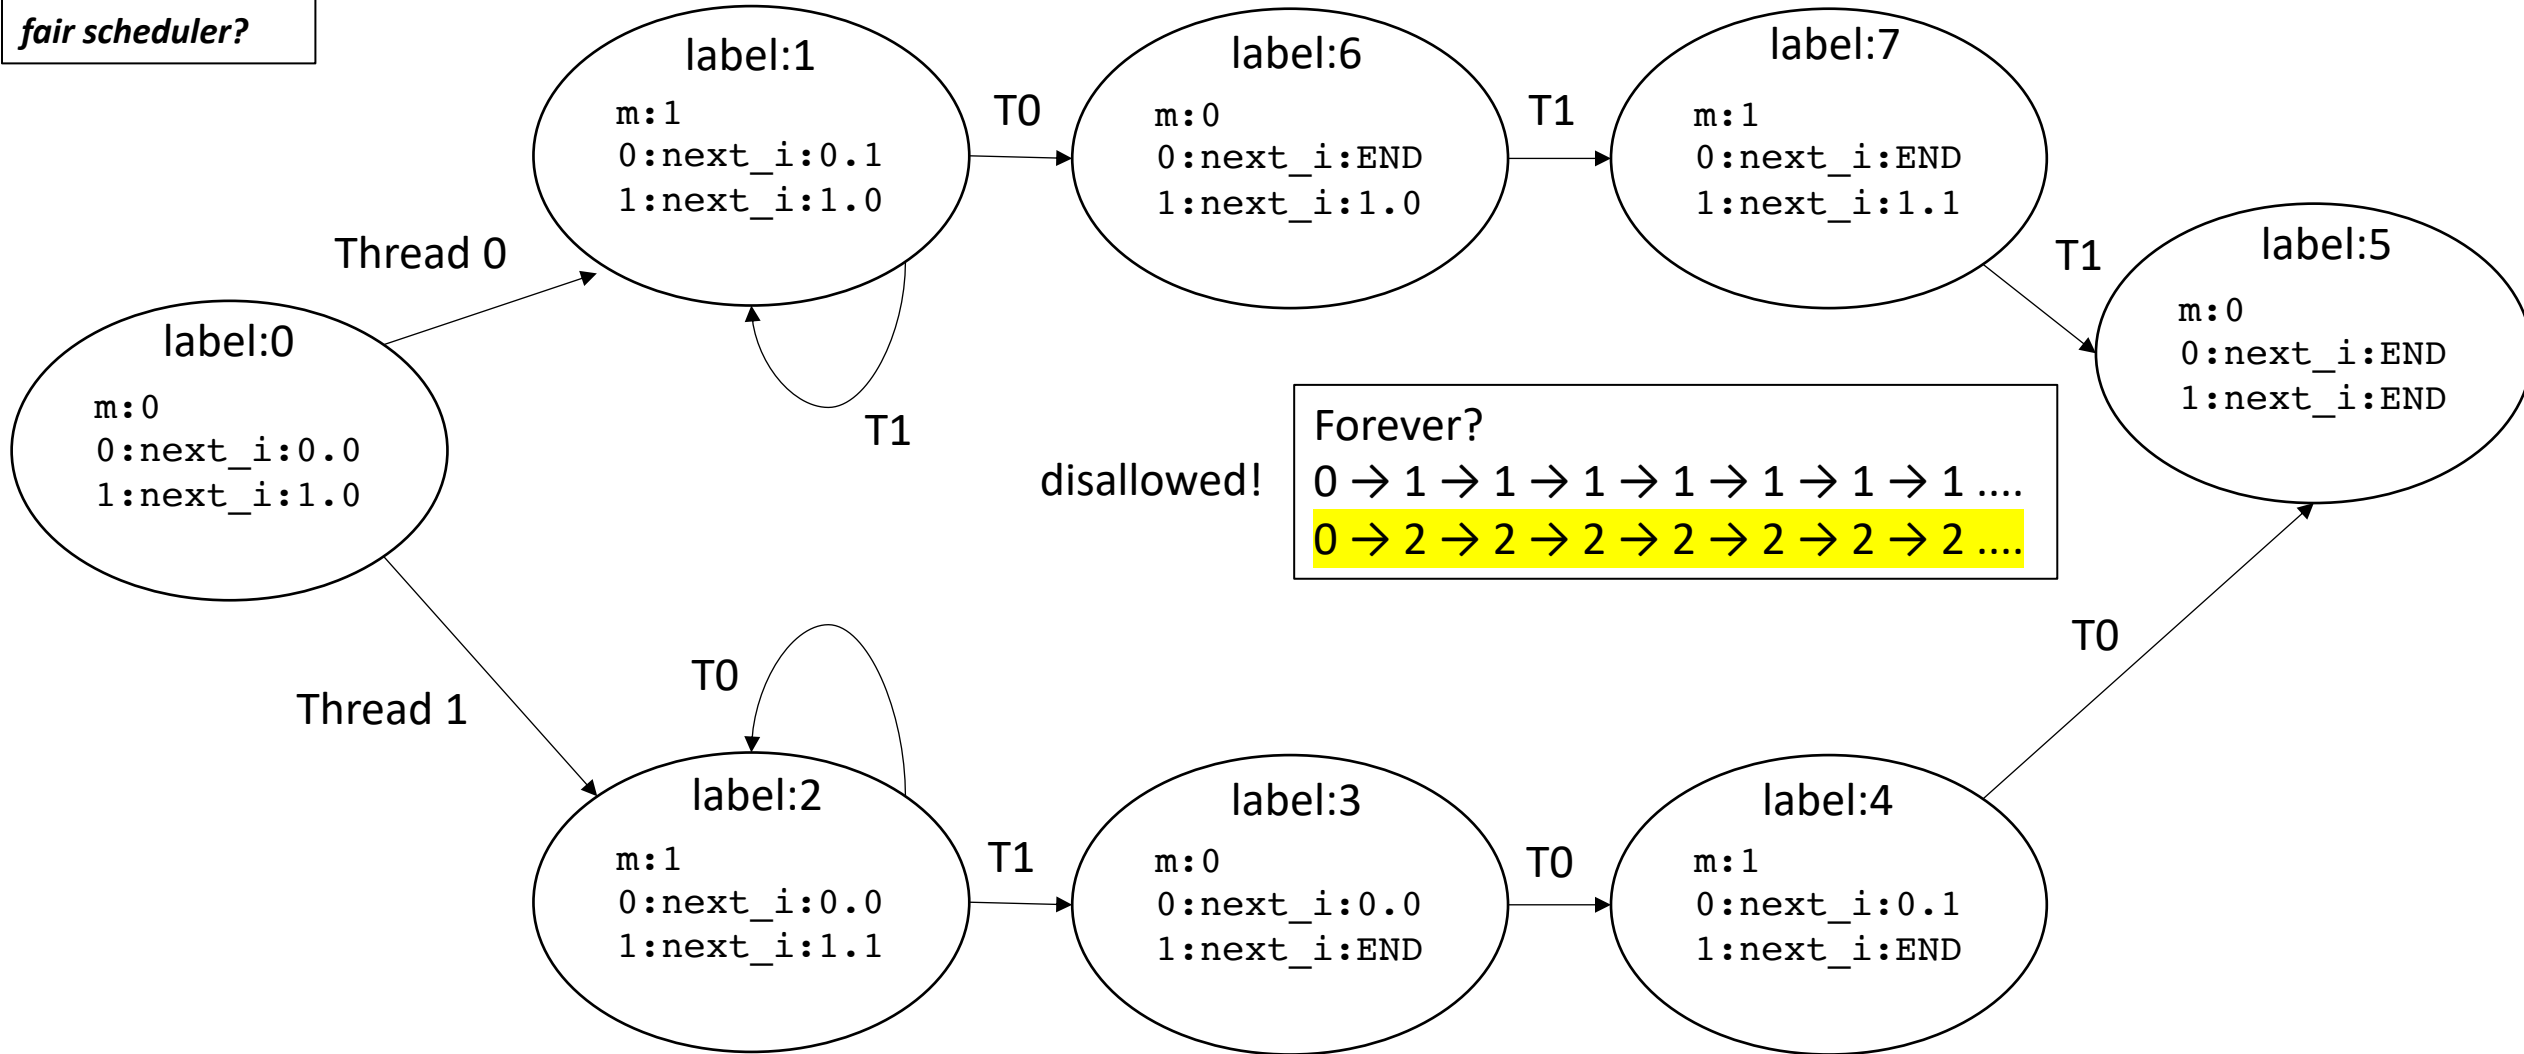 fair scheduler?
label:1
m:1
0:next_i:0.1
1:next_i:1.0
T0
label:6
m:0
0:next_i:END
1:next_i:1.0
T1
label:7
m:1
0:next_i:END
1:next_i:1.1
T1
label:5
m:0
0:next_i:END
1:next_i:END
Thread 0
label:0
m:0
0:next_i:0.0
1:next_i:1.0
T1
disallowed!
Forever?
0 → 1 → 1 → 1 → 1 → 1 → 1 → 1 ....
0 → 2 → 2 → 2 → 2 → 2 → 2 → 2 ....
T0
T0
Thread 1
label:2
m:1
0:next_i:0.0
1:next_i:1.1
T1
label:3
m:0
0:next_i:0.0
1:next_i:END
T0
label:4
m:1
0:next_i:0.1
1:next_i:END